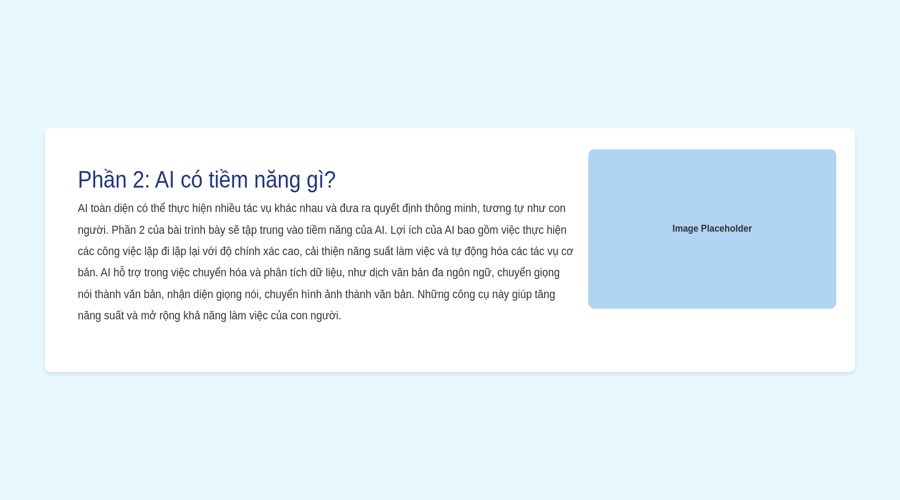 Phần 2: AI có tiềm năng gì?
AI toàn diện có thể thực hiện nhiều tác vụ khác nhau và đưa ra quyết định thông minh, tương tự như con
người. Phần 2 của bài trình bày sẽ tập trung vào tiềm năng của AI. Lợi ích của AI bao gồm việc thực hiện
các công việc lặp đi lặp lại với độ chính xác cao, cải thiện năng suất làm việc và tự động hóa các tác vụ cơ
bản. AI hỗ trợ trong việc chuyển hóa và phân tích dữ liệu, như dịch văn bản đa ngôn ngữ, chuyển giọng
nói thành văn bản, nhận diện giọng nói, chuyển hình ảnh thành văn bản. Những công cụ này giúp tăng
năng suất và mở rộng khả năng làm việc của con người.
Image Placeholder